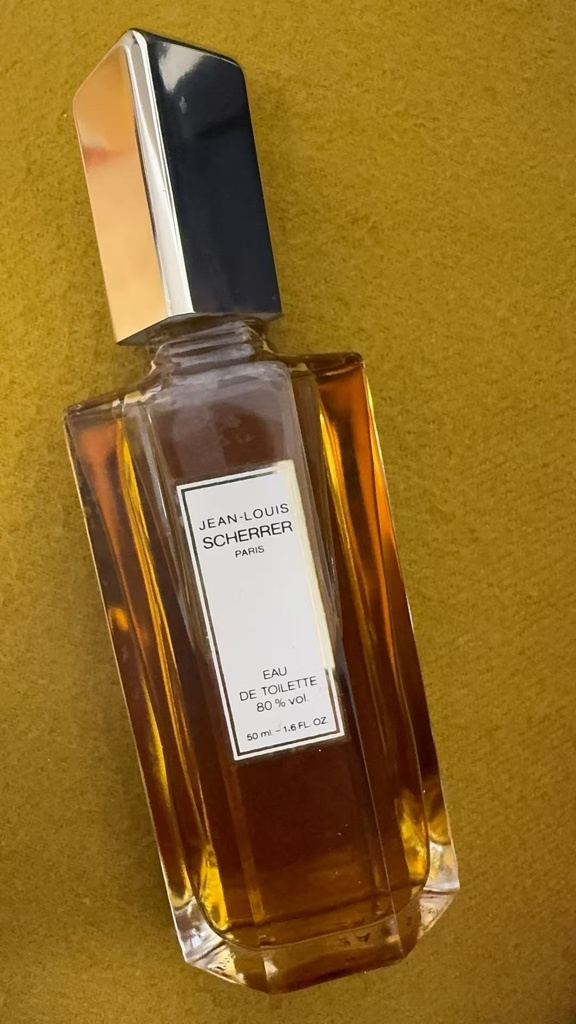 JEAN-LOUIS
SCHERRER
PARIS
EAU
DE TOILETTE
80% vol.
50 ml. - 1.6 FL. OZ